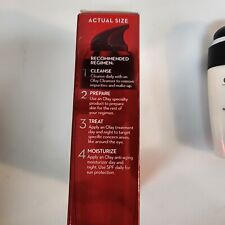 ACTUAL SIZE
RECOMMENDED
REGIMEN:
1 CLEANSE
Cleanse daily with an
Olay Cleanser to remove
impurities and make-up.
2 PREPARE
Use an Olay specialty
product to prepare
skin for the rest of your
regimen.
3 TREAT
Apply an Olay treatment
day and night to target
specific concern areas,
like around the eye.
4 MOISTURIZE
Apply an Olay anti-aging
moisturizer day and
night. Use SPF daily for
sun protection.